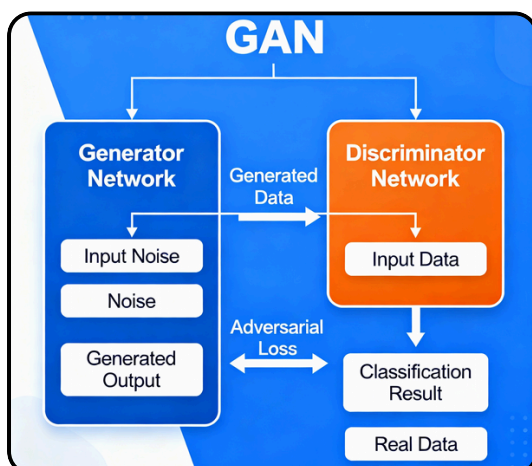 GAN
Generator
Network
Input Noise
Noise
Generated
Output
Generated
Data
Adversarial
Loss
Discriminator
Network
Input Data
Classification
Result
Real Data